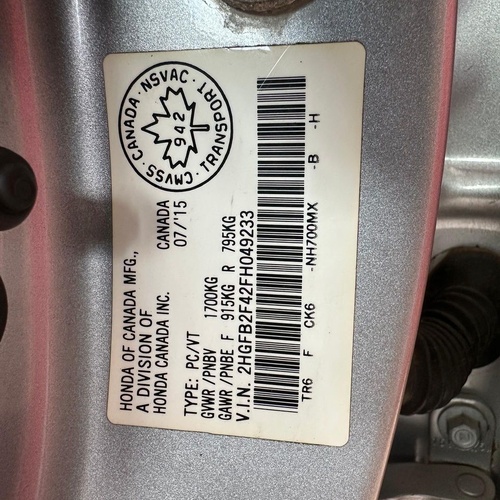 HONDA OF CANADA MFG.,
A DIVISION OF
HONDA CANADA INC.
CANADA
07/'15
TYPE: PC/VT
GVWR /PNBV 1700KG
GAWR /PNBE F 915KG R 795KG
V.I.N. 2HGFB2F42FH049233
TR6 F CK6 -NH700MX -B -H
CMVSS·CANADA·NSVAC·TRANSPORT
942